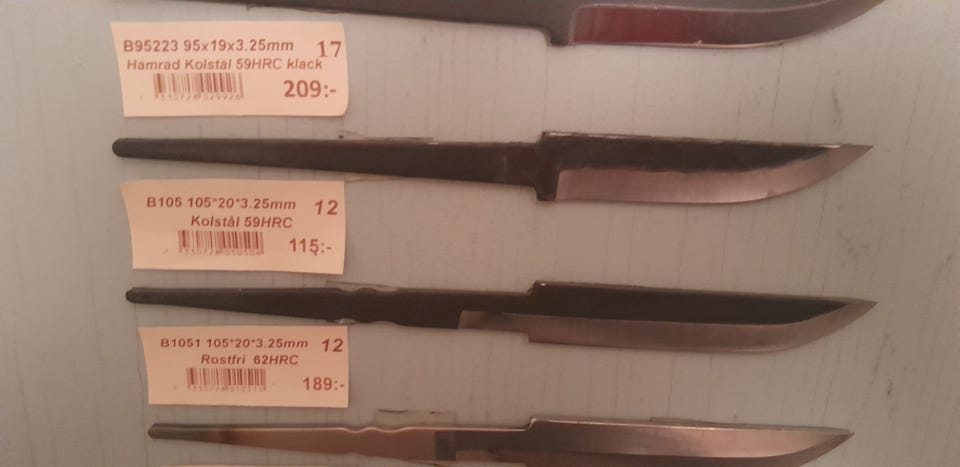 B95223 95x19x3.25mm 17
Hamrad Kolstål 59HRC klack
209:-
B105 105*20*3.25mm 12
Kolstål 59HRC
115:-
B1051 105*20*3.25mm 12
Rostfri 62HRC
189:-